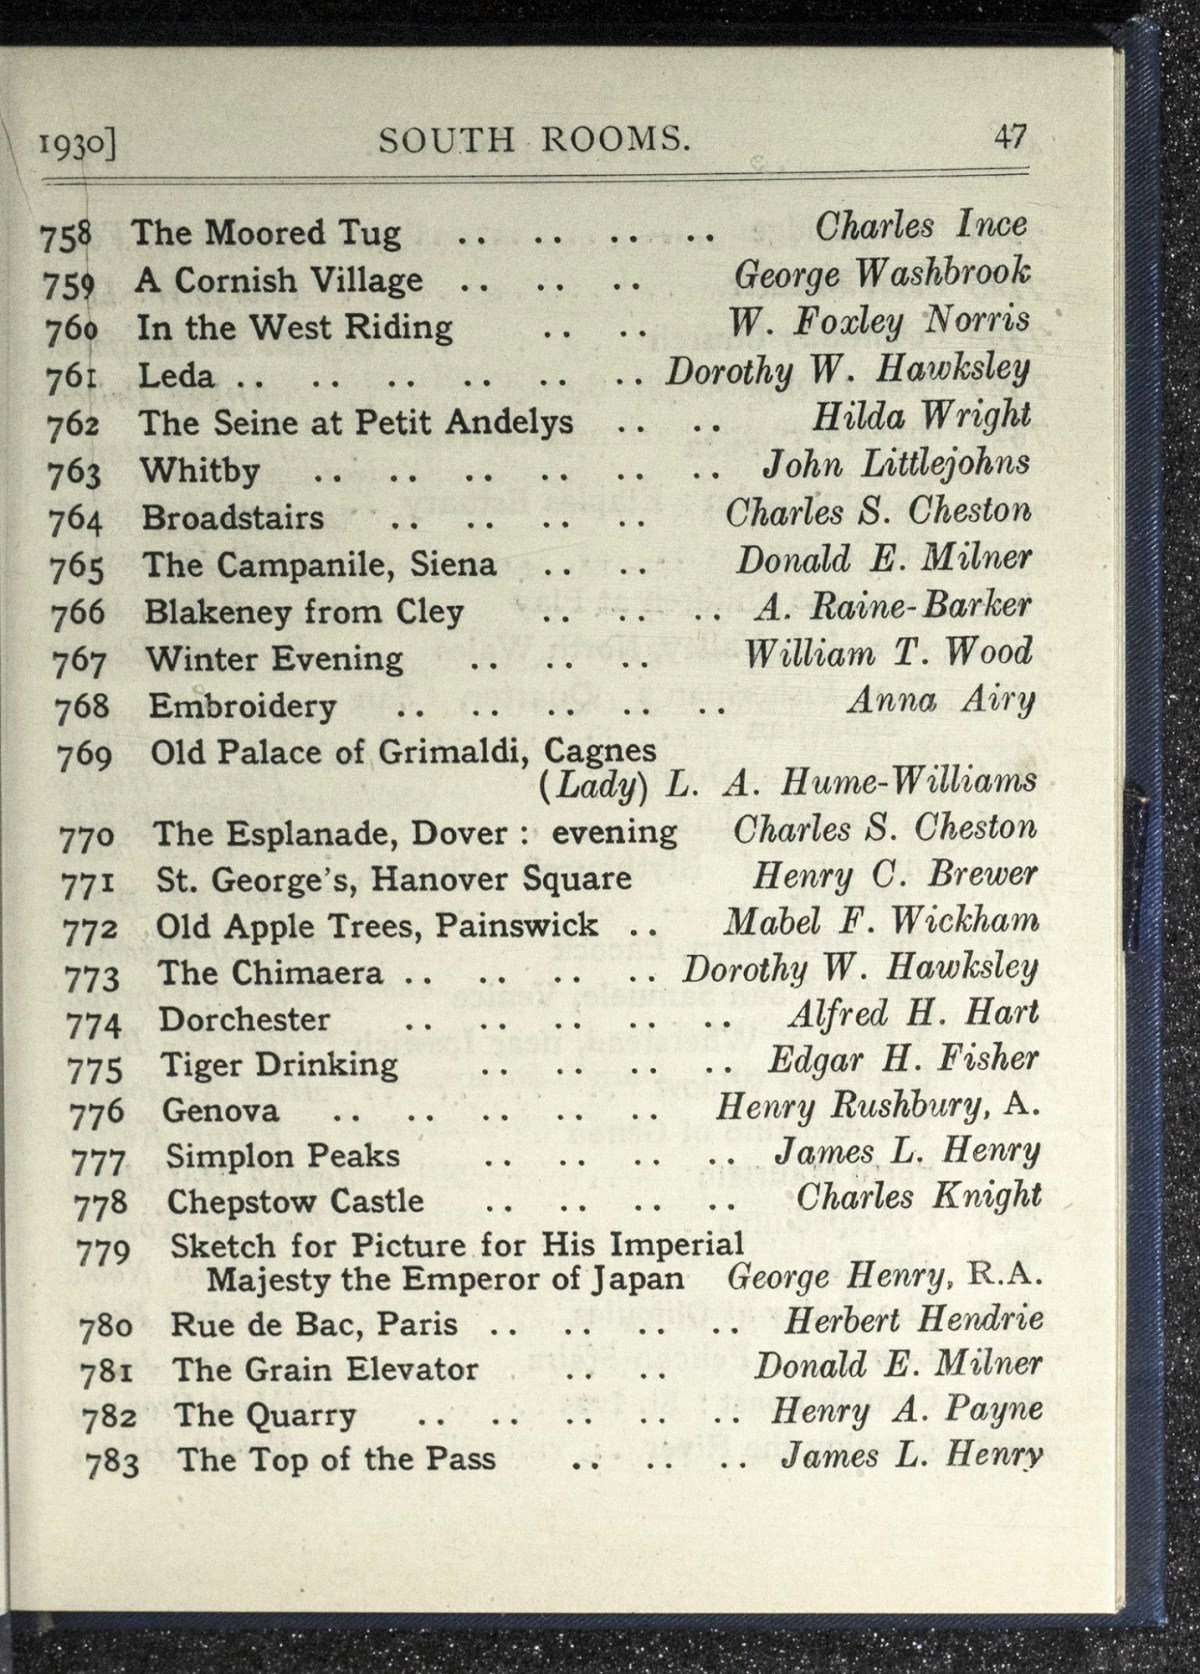 1930] SOUTH ROOMS. 47
758 The Moored Tug .. .. .. .. Charles Ince
759 A Cornish Village .. .. .. George Washbrook
760 In the West Riding .. .. W. Foxley Norris
761 Leda .. .. .. .. .. .. Dorothy W. Hawksley
762 The Seine at Petit Andelys .. .. Hilda Wright
763 Whitby .. .. .. .. .. .. John Littlejohns
764 Broadstairs .. .. .. .. Charles S. Cheston
765 The Campanile, Siena .. .. Donald E. Milner
766 Blakeney from Cley .. .. .. A. Raine-Barker
767 Winter Evening .. .. .. William T. Wood
768 Embroidery .. .. .. .. .. Anna Airy
769 Old Palace of Grimaldi, Cagnes
(Lady) L. A. Hume-Williams
770 The Esplanade, Dover : evening Charles S. Cheston
771 St. George's, Hanover Square Henry C. Brewer
772 Old Apple Trees, Painswick .. Mabel F. Wickham
773 The Chimaera .. .. .. .. Dorothy W. Hawksley
774 Dorchester .. .. .. .. .. Alfred H. Hart
775 Tiger Drinking .. .. .. .. Edgar H. Fisher
776 Genova .. .. .. .. .. Henry Rushbury, A.
777 Simplon Peaks .. .. .. .. James L. Henry
778 Chepstow Castle .. .. .. .. Charles Knight
779 Sketch for Picture for His Imperial
Majesty the Emperor of Japan George Henry, R.A.
780 Rue de Bac, Paris .. .. .. .. Herbert Hendrie
781 The Grain Elevator .. .. Donald E. Milner
782 The Quarry .. .. .. .. .. Henry A. Payne
783 The Top of the Pass .. .. .. James L. Henry